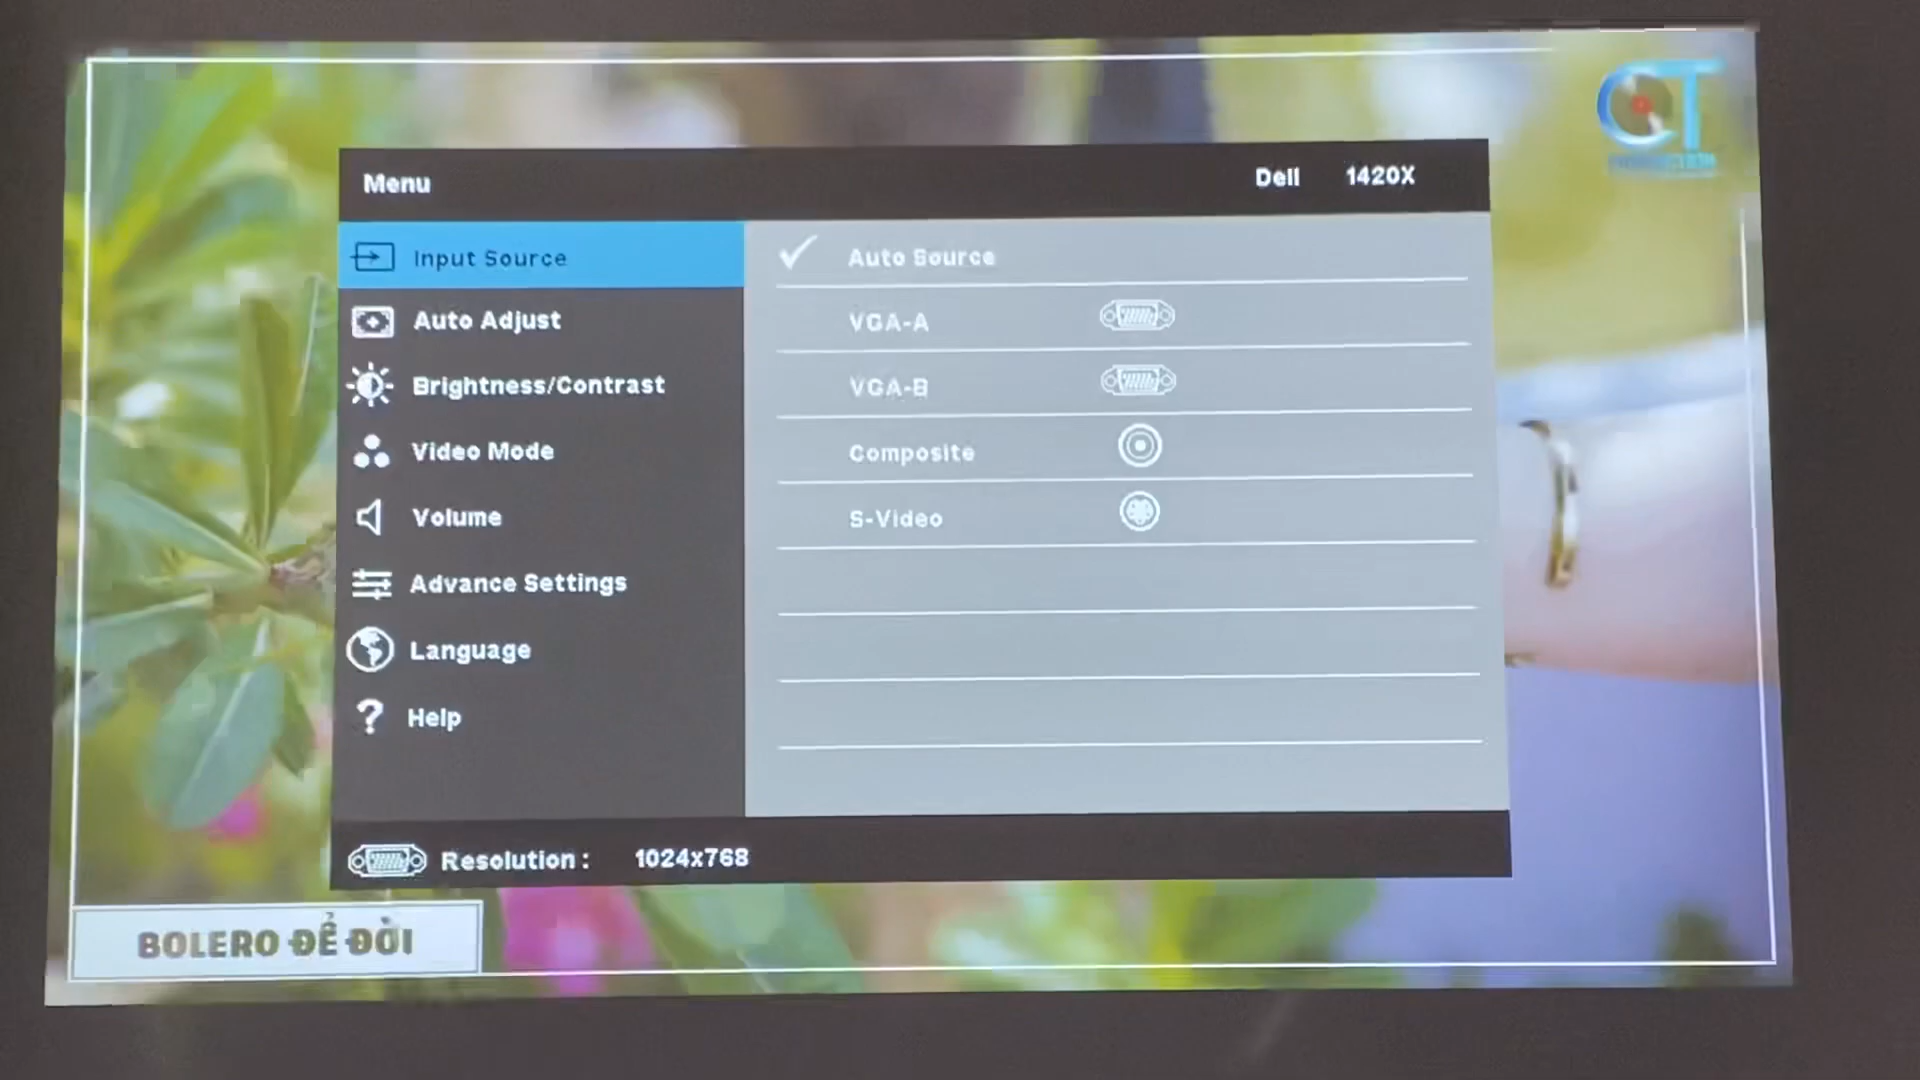 CT
Menu Dell 1420X
Input Source
Auto Adjust
Brightness/Contrast
Video Mode
Volume
Advance Settings
Language
Help
Auto Source
VGA-A
VGA-B
Composite
S-Video
Resolution: 1024x768
BOLERO ĐỂ ĐỜI